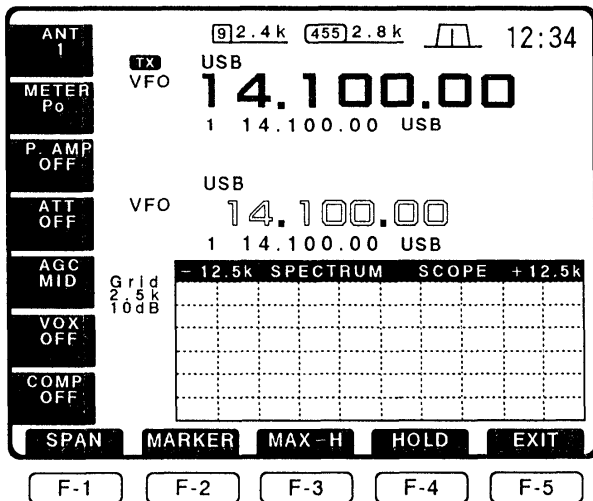 ANT
1
9 2.4k 455 2.8k 12:34
USB
TX
VFO
14.100.00
1 14.100.00 USB
METER
Po
P. AMP
OFF
USB
VFO
14.100.00
1 14.100.00 USB
ATT
OFF
AGC
MID
Grid
2.5k
10dB
- 12.5k SPECTRUM SCOPE + 12.5k
VOX
OFF
COMP
OFF
SPAN MARKER MAX-H HOLD EXIT
F-1 F-2 F-3 F-4 F-5